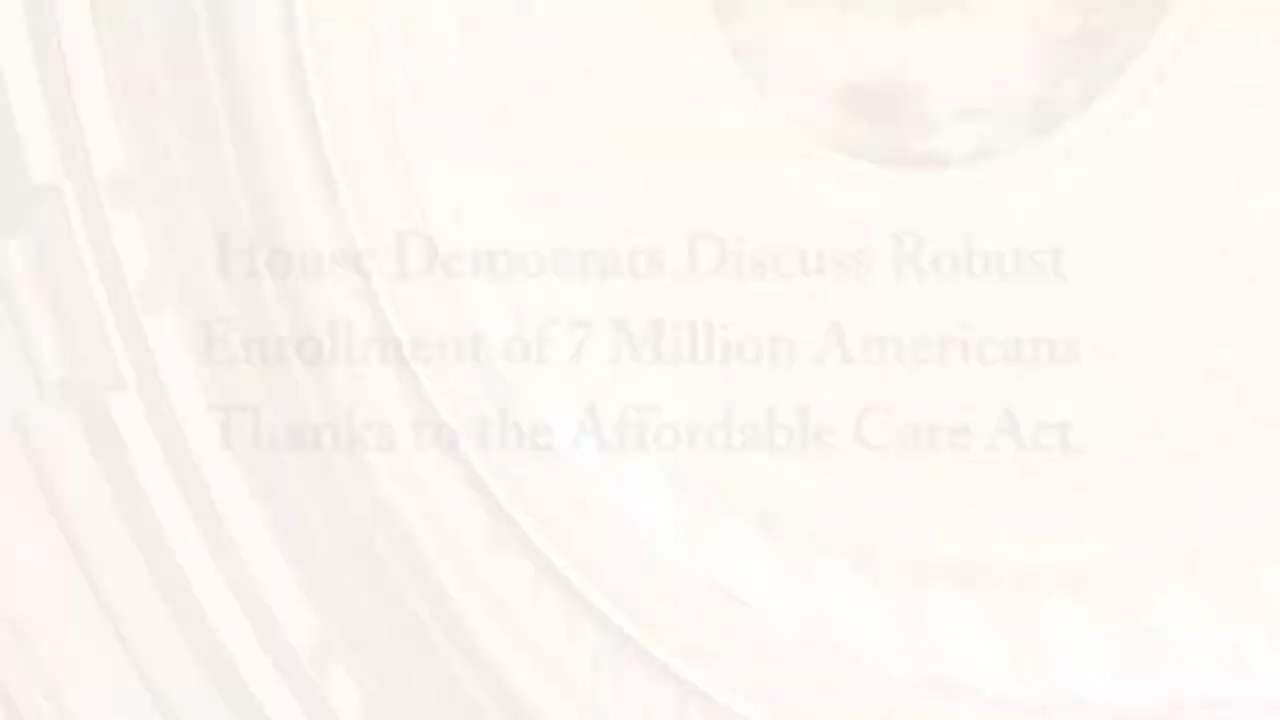 House Democrats Discuss Robust
Enrollment of 7 Million Americans
Thanks to the Affordable Care Act